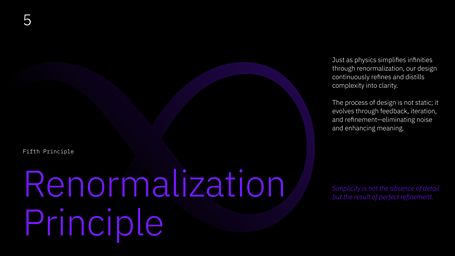 5
Just as physics simplifies infinities
through renormalization, our design
continuously refines and distills
complexity into clarity.
The process of design is not static; it
evolves through feedback, iteration,
and refinement—eliminating noise
and enhancing meaning.
Fifth Principle
Renormalization
Principle
Simplicity is not the absence of detail
but the result of perfect refinement.